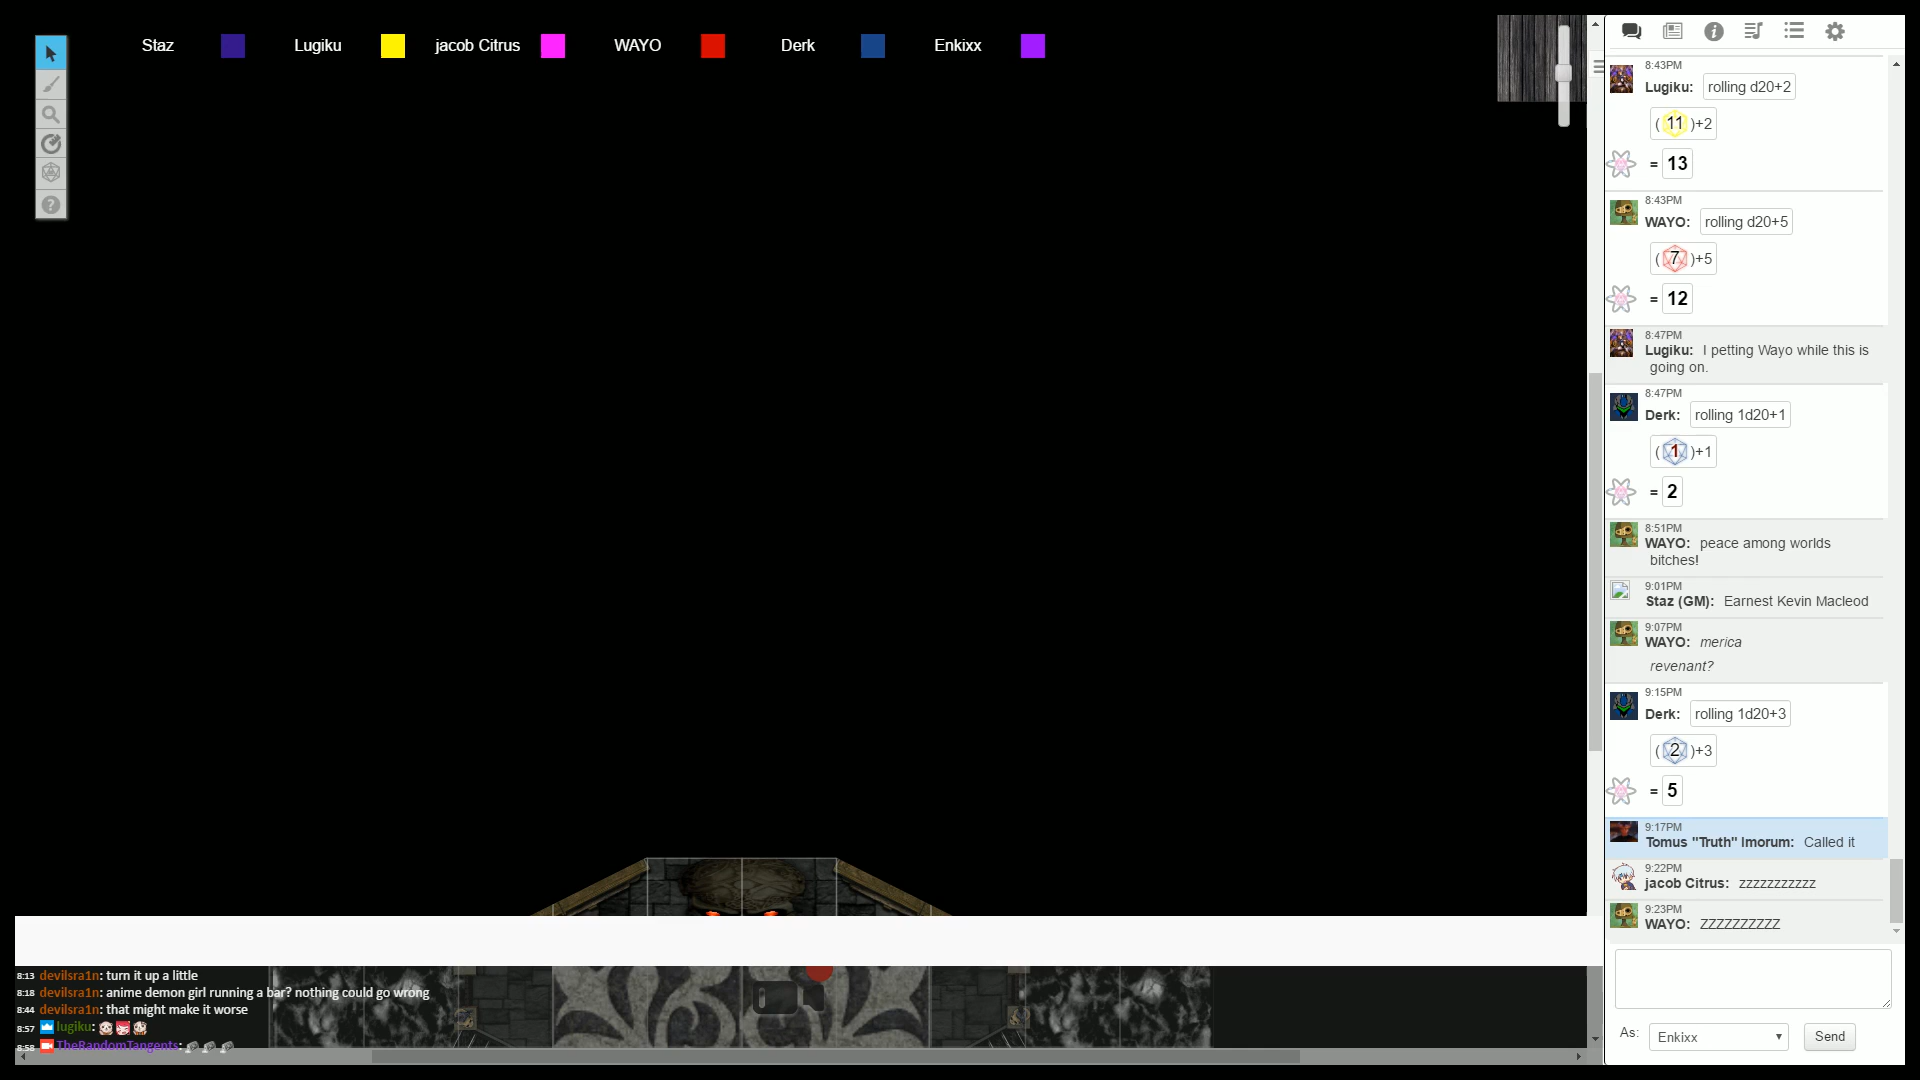 Staz
Lugiku
jacob Citrus
WAYO
Derk
Enkixx
8:43PM
Lugiku: rolling d20+2
( 11 )+2
= 13
8:43PM
WAYO: rolling d20+5
( 7 )+5
= 12
8:47PM
Lugiku: I petting Wayo while this is
going on.
8:47PM
Derk: rolling 1d20+1
( 1 )+1
= 2
8:51PM
WAYO: peace among worlds
bitches!
9:01PM
Staz (GM): Earnest Kevin Macleod
9:07PM
WAYO: merica
revenant?
9:15PM
Derk: rolling 1d20+3
( 2 )+3
= 5
9:17PM
Tomus "Truth" Imorum: Called it
9:22PM
jacob Citrus: zzzzzzzzzzz
9:23PM
WAYO: ZZZZZZZZZZ
As: Enkixx Send
8:13 devilsra1n: turn it up a little
8:18 devilsra1n: anime demon girl running a bar? nothing could go wrong
8:44 devilsra1n: that might make it worse
8:57 lugiku:
8:58 TheRandomTangents: